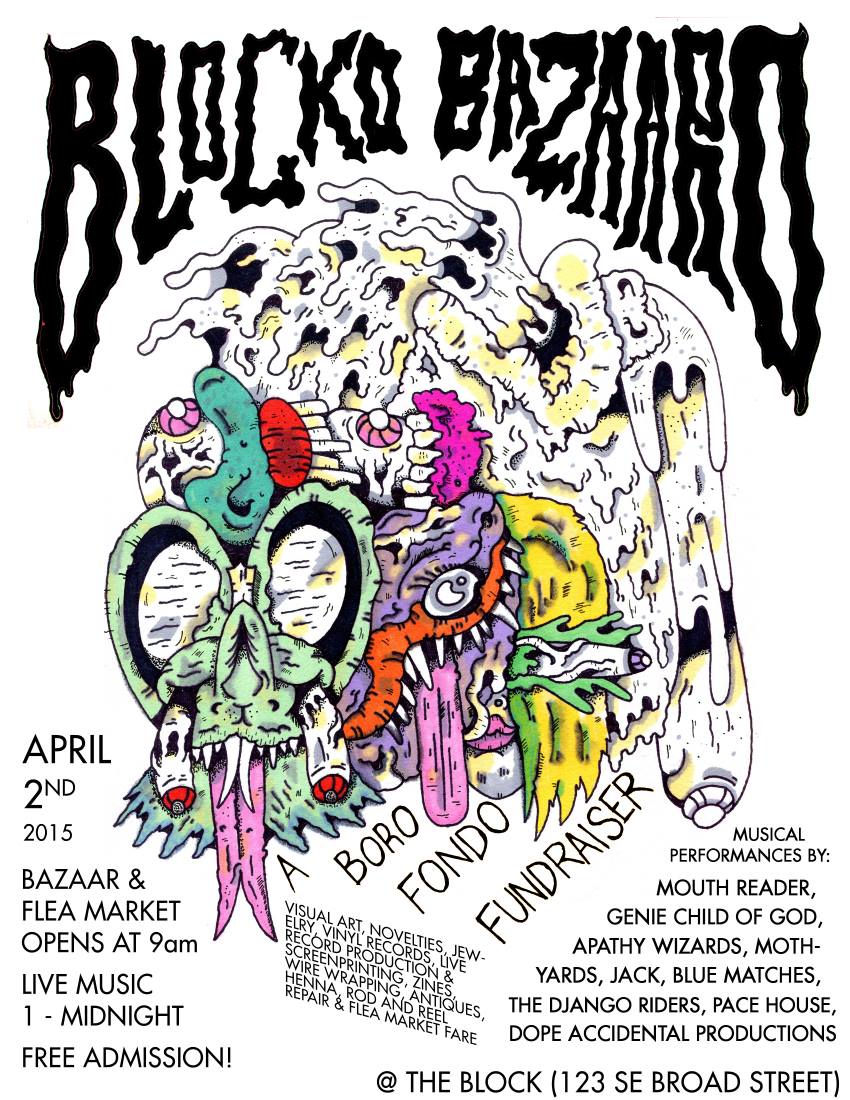 BLOCKO BAZAARO
APRIL
2ND
2015
BAZAAR &
FLEA MARKET
OPENS AT 9am
LIVE MUSIC
1 - MIDNIGHT
FREE ADMISSION!
A BORO
FONDO
FUNDRAISER
VISUAL ART, NOVELTIES, JEW-
ELRY, VINYL RECORDS, LIVE
RECORD PRODUCTION &
SCREENPRINTING, ZINES,
WIRE WRAPPING, ANTIQUES,
HENNA, ROD AND REEL
REPAIR & FLEA MARKET FARE
MUSICAL
PERFORMANCES BY:
MOUTH READER,
GENIE CHILD OF GOD,
APATHY WIZARDS, MOTH-
YARDS, JACK, BLUE MATCHES,
THE DJANGO RIDERS, PACE HOUSE,
DOPE ACCIDENTAL PRODUCTIONS
@ THE BLOCK (123 SE BROAD STREET)